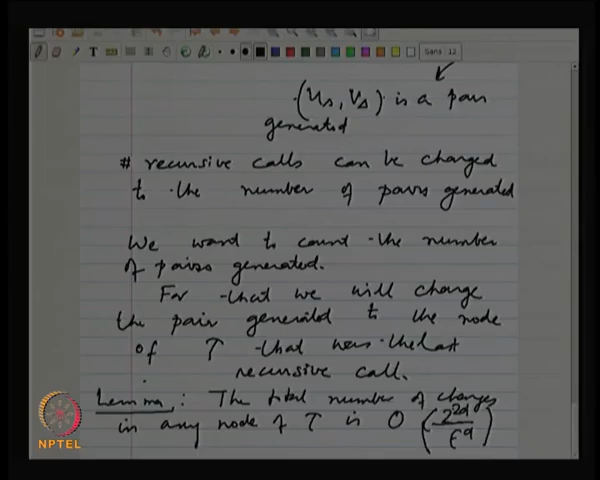 Sans 12
(u_s, v_s) is a pair
generated
# recursive calls can be charged
to the number of pairs generated
We want to count the number
of pairs generated.
For that we will charge
the pair generated to the node
of T that was the last
recursive call.
Lemma: The total number of charges
in any node of T is O(2^{2d}/ε^d)
NPTEL